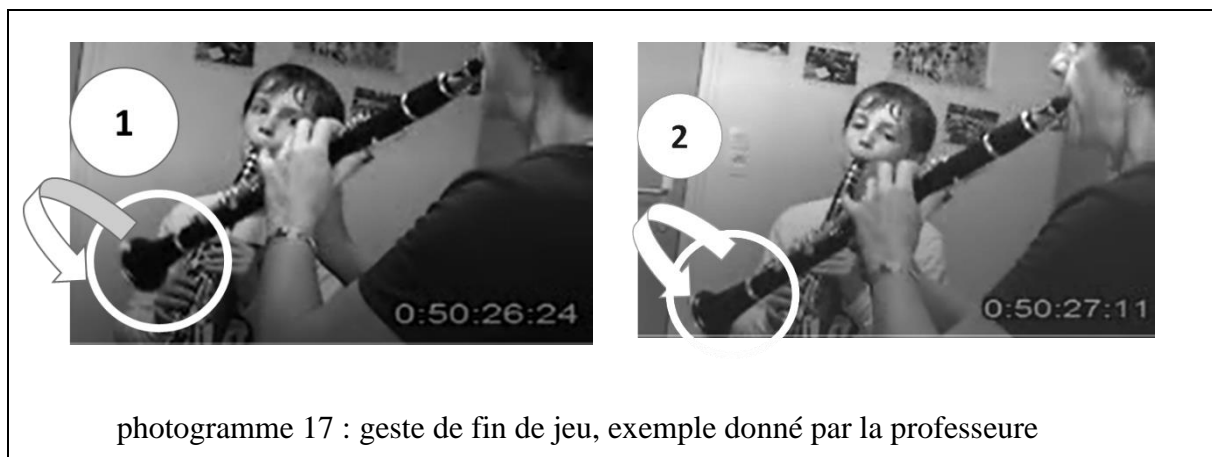 1
2
0:50:26:24
0:50:27:11
photogramme 17 : geste de fin de jeu, exemple donné par la professeure